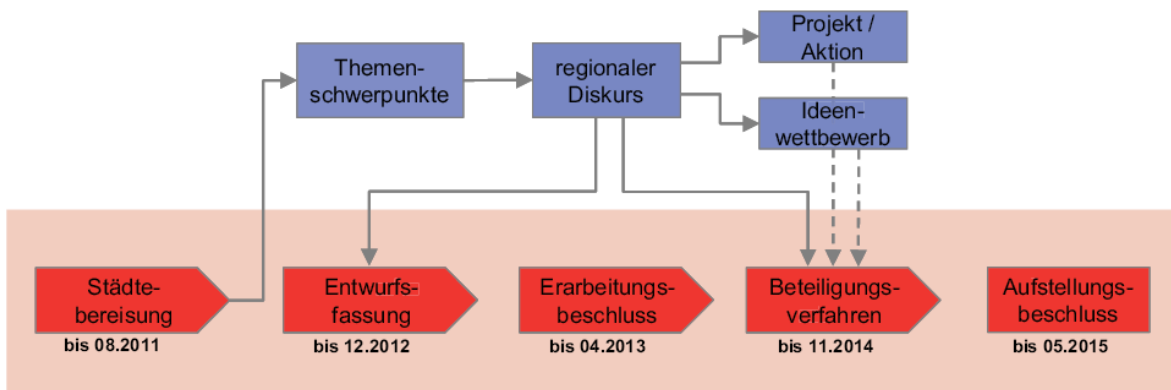 Projekt /
Aktion
Themen-
schwerpunkte
regionaler
Diskurs
Ideen-
wettbewerb
Städte-
bereisung
Entwurfs-
fassung
Erarbeitungs-
beschluss
Beteiligungs-
verfahren
Aufstellungs-
beschluss
bis 08.2011
bis 12.2012
bis 04.2013
bis 11.2014
bis 05.2015